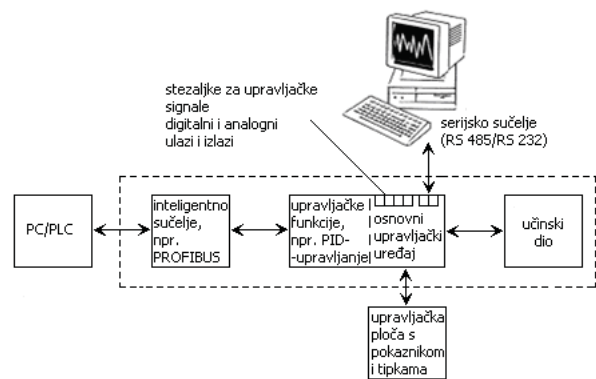 stezaljke za upravljačke
signale
digitalni i analogni
ulazi i izlazi
serijsko sučelje
(RS 485/RS 232)
PC/PLC
inteligentno
sučelje,
npr.
PROFIBUS
upravljačke
funkcije,
npr. PID-
-upravljanje
osnovni
upravljački
uređaj
učinski
dio
upravljačka
ploča s
pokaznikom
i tipkama